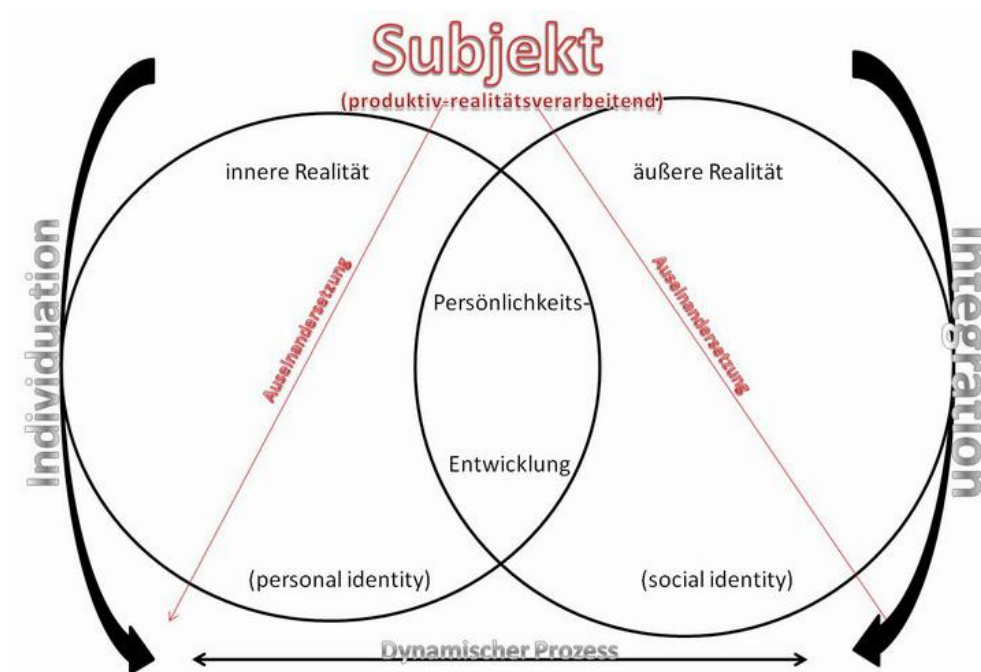 Subjekt
(produktiv-realitätsverarbeitend)
innere Realität
äußere Realität
Individuation
Auseinandersetzung
Persönlichkeits-
Entwicklung
Auseinandersetzung
Integration
(personal identity)
(social identity)
Dynamischer Prozess